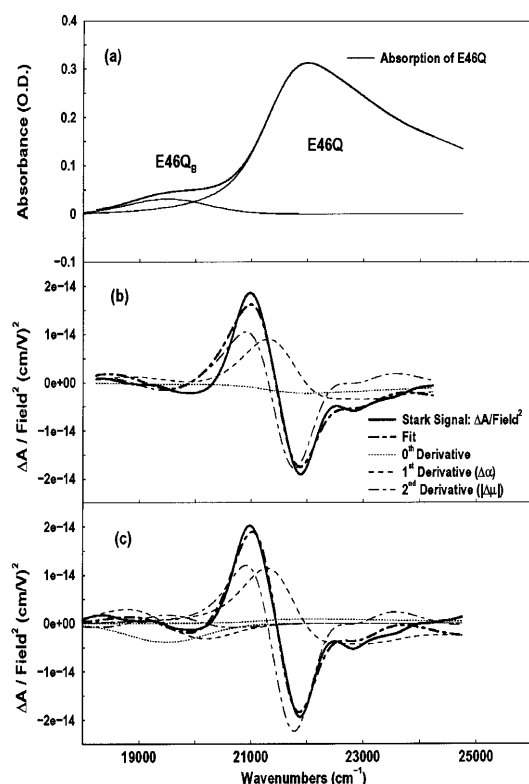 (a)
Absorption of E46Q
Absorbance (O.D.)
0.4
0.3
0.2
0.1
0
−0.1
E46Q_B
E46Q
(b)
ΔA / Field² (cm/V)²
2e-14
1e-14
0e+00
−1e-14
−2e-14
Stark Signal: ΔA/Field²
Fit
0th Derivative
1st Derivative (Δα)
2nd Derivative (|Δμ|)
(c)
ΔA / Field² (cm/V)²
2e-14
1e-14
0e+00
−1e-14
−2e-14
19000 21000 23000 25000
Wavenumbers (cm⁻¹)